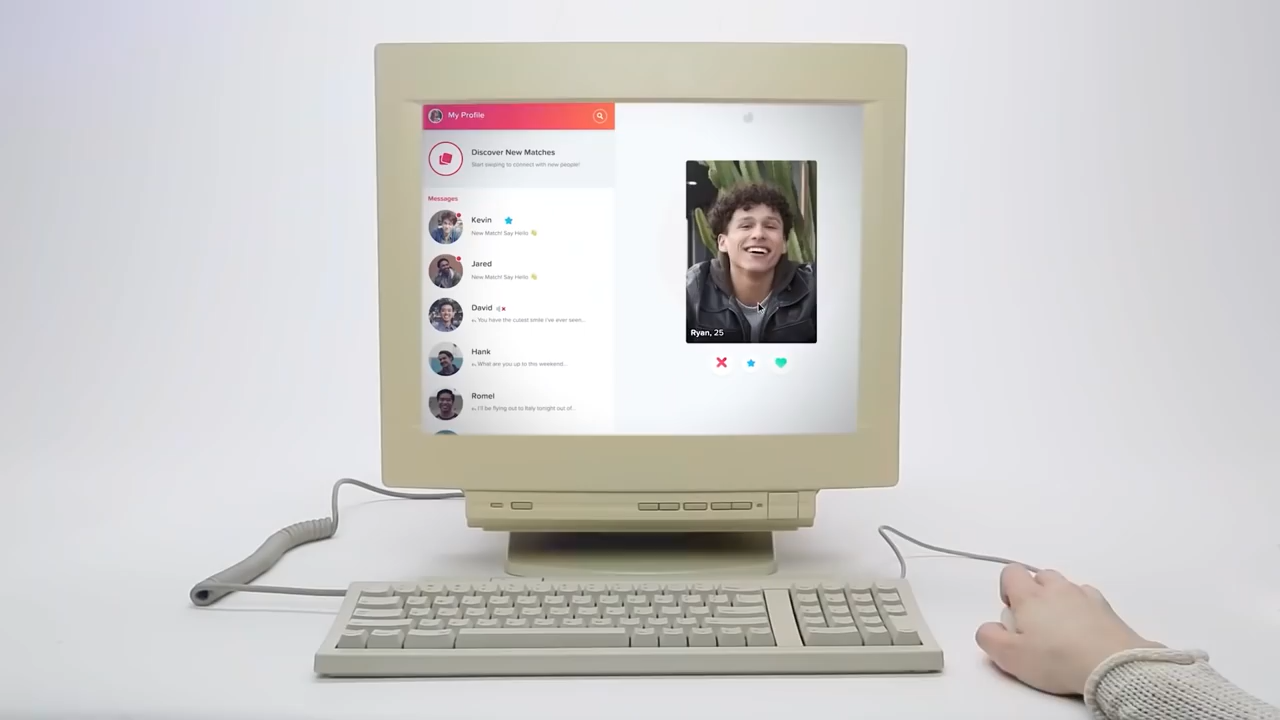 My Profile
Discover New Matches
Start swiping to connect with new people!
Messages
Kevin
New Match! Say Hello 👋
Jared
New Match! Say Hello 👋
David
You have the cutest smile i've ever seen...
Hank
What are you up to this weekend...
Romel
I'll be flying out to Italy tonight out of...
Ryan, 25